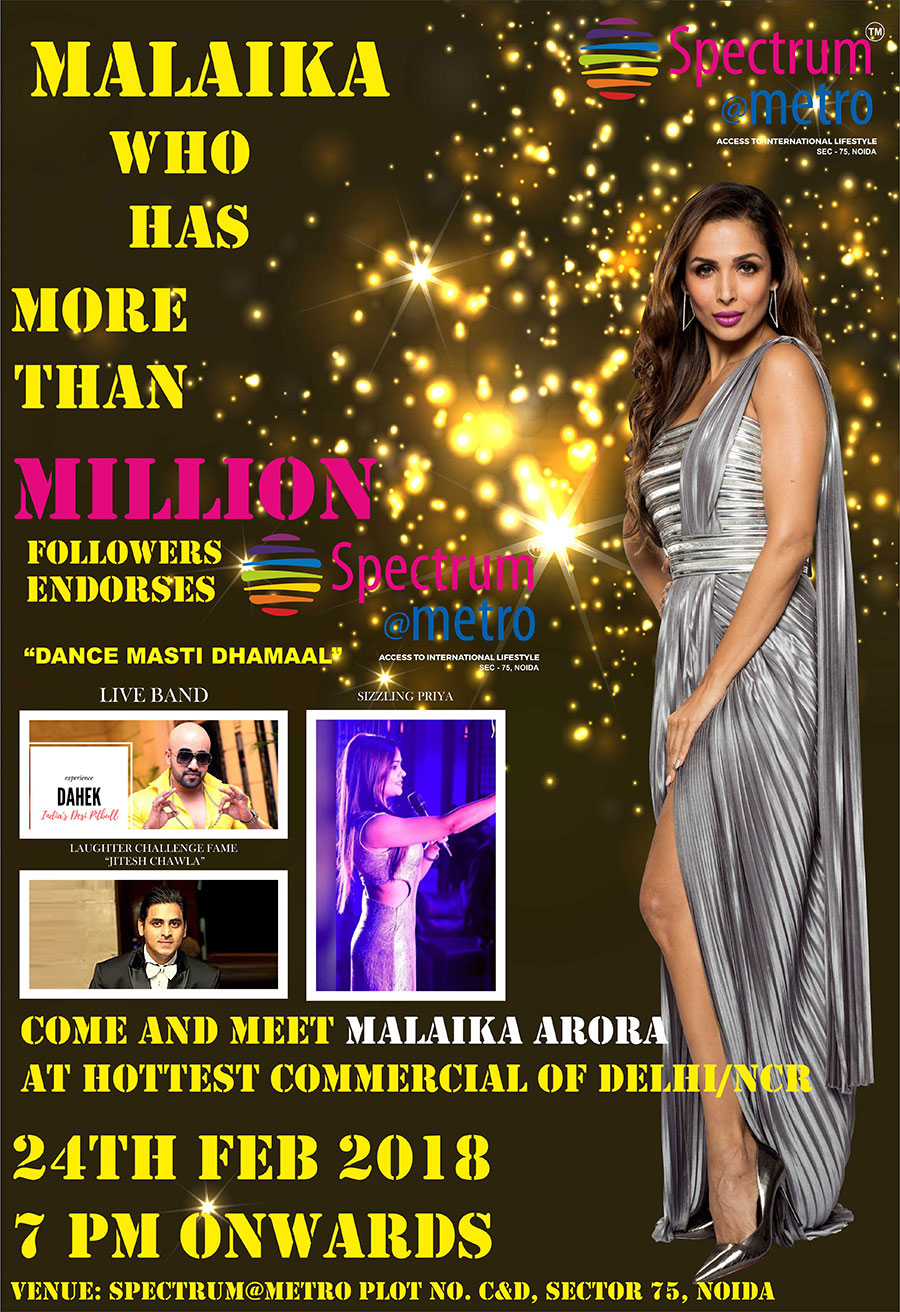 MALAIKA
WHO
HAS
MORE
THAN
MILLION
FOLLOWERS
ENDORSES
Spectrum TM
@metro
ACCESS TO INTERNATIONAL LIFESTYLE
SEC - 75, NOIDA
Spectrum TM
@metro
ACCESS TO INTERNATIONAL LIFESTYLE
SEC - 75, NOIDA
“DANCE MASTI DHAMAAL”
LIVE BAND
experience
DAHEK
India's Desi Pitbull
LAUGHTER CHALLENGE FAME
“JITESH CHAWLA”
SIZZLING PRIYA
COME AND MEET MALAIKA ARORA
AT HOTTEST COMMERCIAL OF DELHI/NCR
24TH FEB 2018
7 PM ONWARDS
VENUE: SPECTRUM@METRO PLOT NO. C&D, SECTOR 75, NOIDA